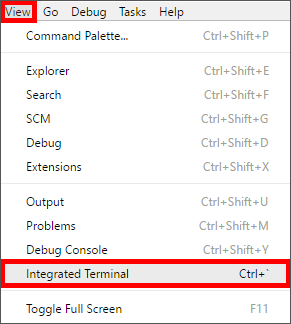 View Go Debug Tasks Help
Command Palette... Ctrl+Shift+P
Explorer Ctrl+Shift+E
Search Ctrl+Shift+F
SCM Ctrl+Shift+G
Debug Ctrl+Shift+D
Extensions Ctrl+Shift+X
Output Ctrl+Shift+U
Problems Ctrl+Shift+M
Debug Console Ctrl+Shift+Y
Integrated Terminal Ctrl+`
Toggle Full Screen F11